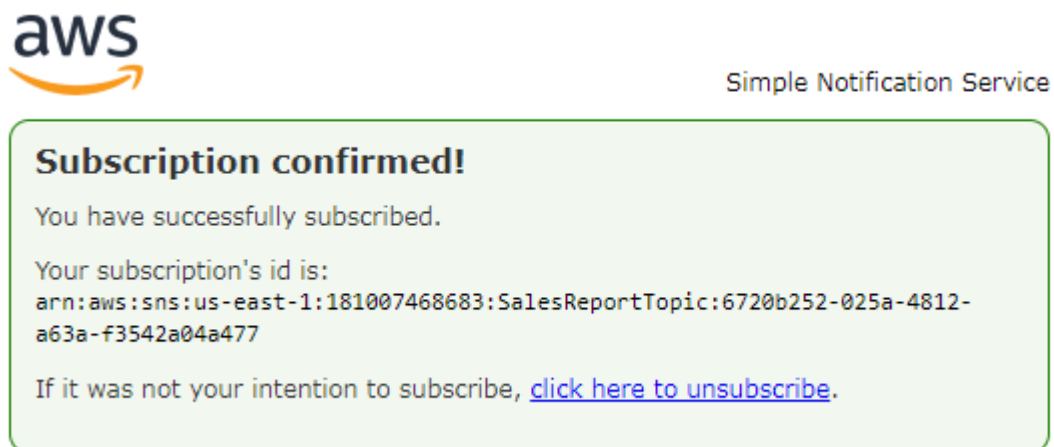 aws
Simple Notification Service
Subscription confirmed!
You have successfully subscribed.
Your subscription's id is:
arn:aws:sns:us-east-1:181007468683:SalesReportTopic:6720b252-025a-4812-
a63a-f3542a04a477
If it was not your intention to subscribe, click here to unsubscribe.